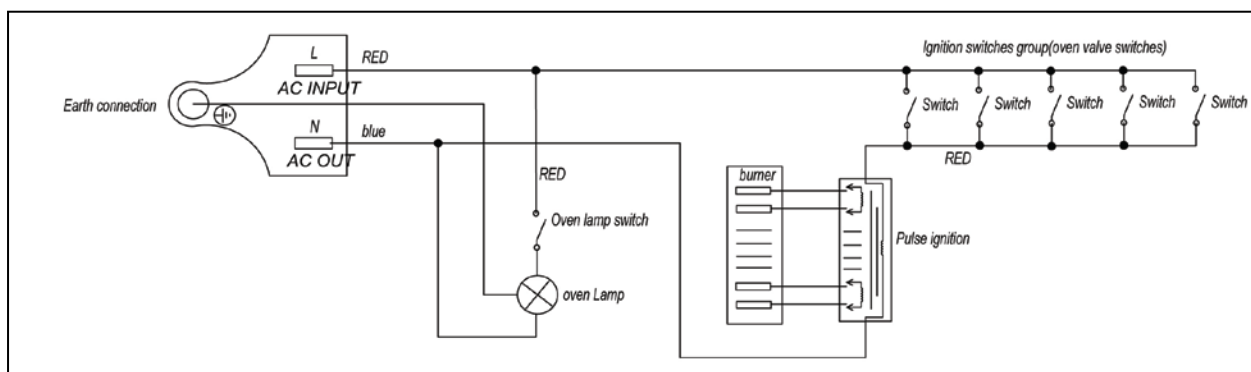 L
RED
AC INPUT
Earth connection
N
blue
AC OUT
Ignition switches group(oven valve switches)
Switch
Switch
Switch
Switch
Switch
RED
RED
burner
Oven lamp switch
Pulse ignition
oven Lamp